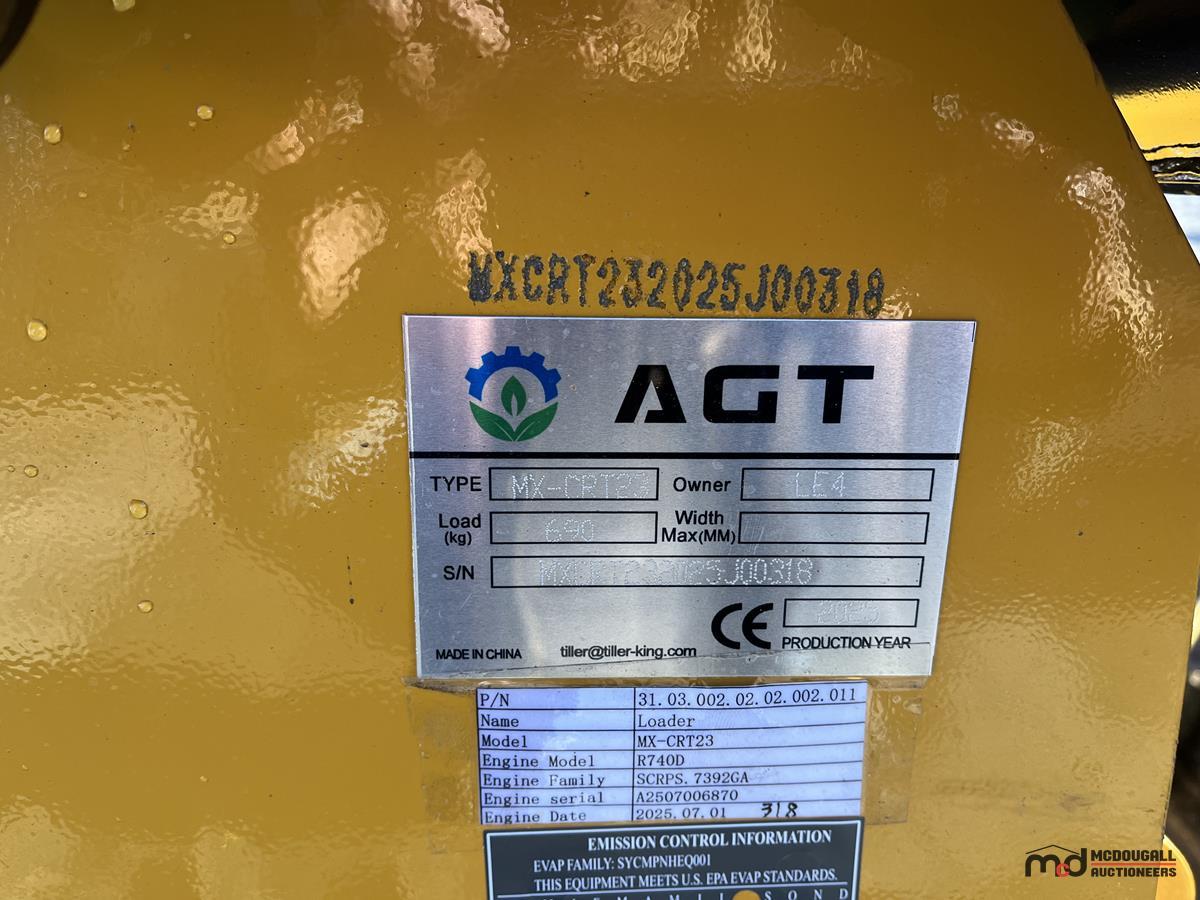 MXCRT232025J00318
AGT
TYPE MX-CRT23 Owner LE4
Load (kg) 690 Width Max(MM)
S/N MXCRT232025J00318
CE 2025
MADE IN CHINA tiller@tiller-king.com PRODUCTION YEAR
P/N 31.03.002.02.02.002.011
Name Loader
Model MX-CRT23
Engine Model R740D
Engine Family SCRPS.7392GA
Engine serial A2507006870
Engine Date 2025.07.01 318
EMISSION CONTROL INFORMATION
EVAP FAMILY: SYCMPNHEQ001
THIS EQUIPMENT MEETS U.S. EPA EVAP STANDARDS.
mcd MCDOUGALL
AUCTIONEERS